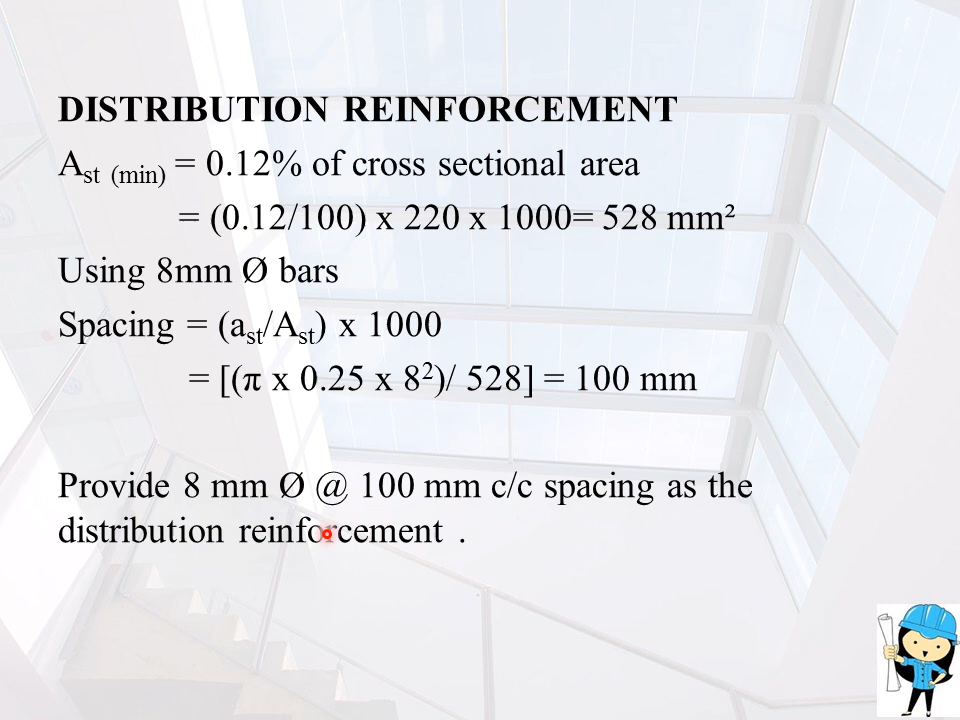 DISTRIBUTION REINFORCEMENT
Ast (min) = 0.12% of cross sectional area
= (0.12/100) x 220 x 1000= 528 mm²
Using 8mm Ø bars
Spacing = (ast/Ast) x 1000
= [(π x 0.25 x 8²)/ 528] = 100 mm
Provide 8 mm Ø @ 100 mm c/c spacing as the
distribution reinforcement .